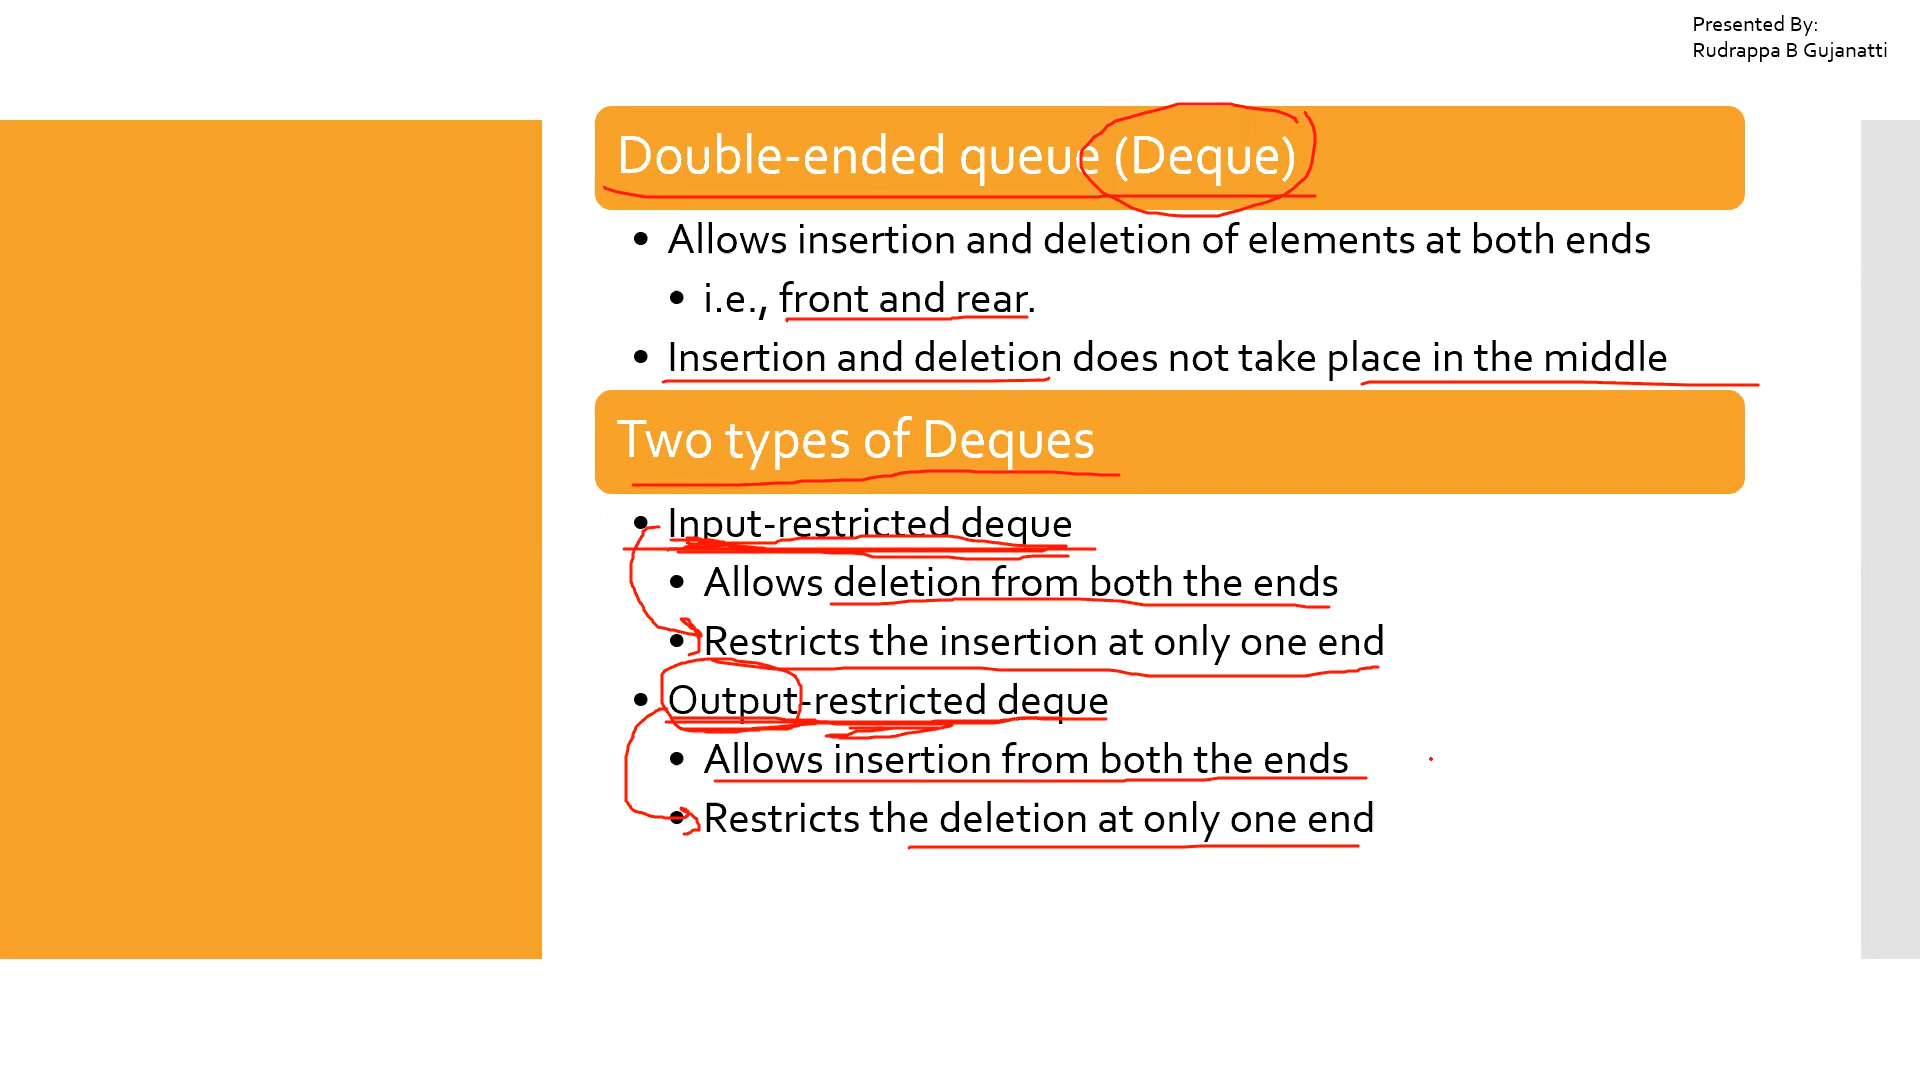 Presented By:
Rudrappa B Gujanatti
Double-ended queue (Deque)
• Allows insertion and deletion of elements at both ends
• i.e., front and rear.
• Insertion and deletion does not take place in the middle
Two types of Deques
• Input-restricted deque
• Allows deletion from both the ends
• Restricts the insertion at only one end
• Output-restricted deque
• Allows insertion from both the ends
• Restricts the deletion at only one end